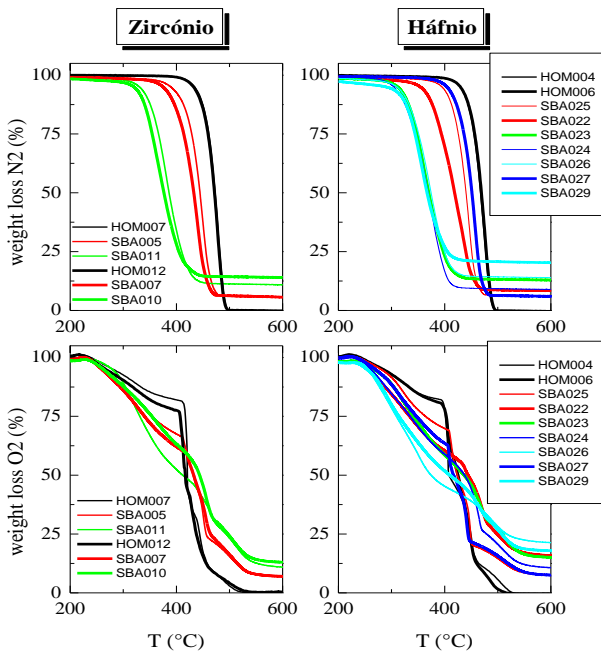 Zircónio
Háfnio
weight loss N2 (%)
100
75
50
25
0
HOM007
SBA005
SBA011
HOM012
SBA007
SBA010
200
400
600
100
75
50
25
0
HOM004
HOM006
SBA025
SBA022
SBA023
SBA024
SBA026
SBA027
SBA029
200
400
600
weight loss O2 (%)
100
75
50
25
0
HOM007
SBA005
SBA011
HOM012
SBA007
SBA010
200
400
600
T (°C)
100
75
50
25
0
HOM004
HOM006
SBA025
SBA022
SBA023
SBA024
SBA026
SBA027
SBA029
200
400
600
T (°C)